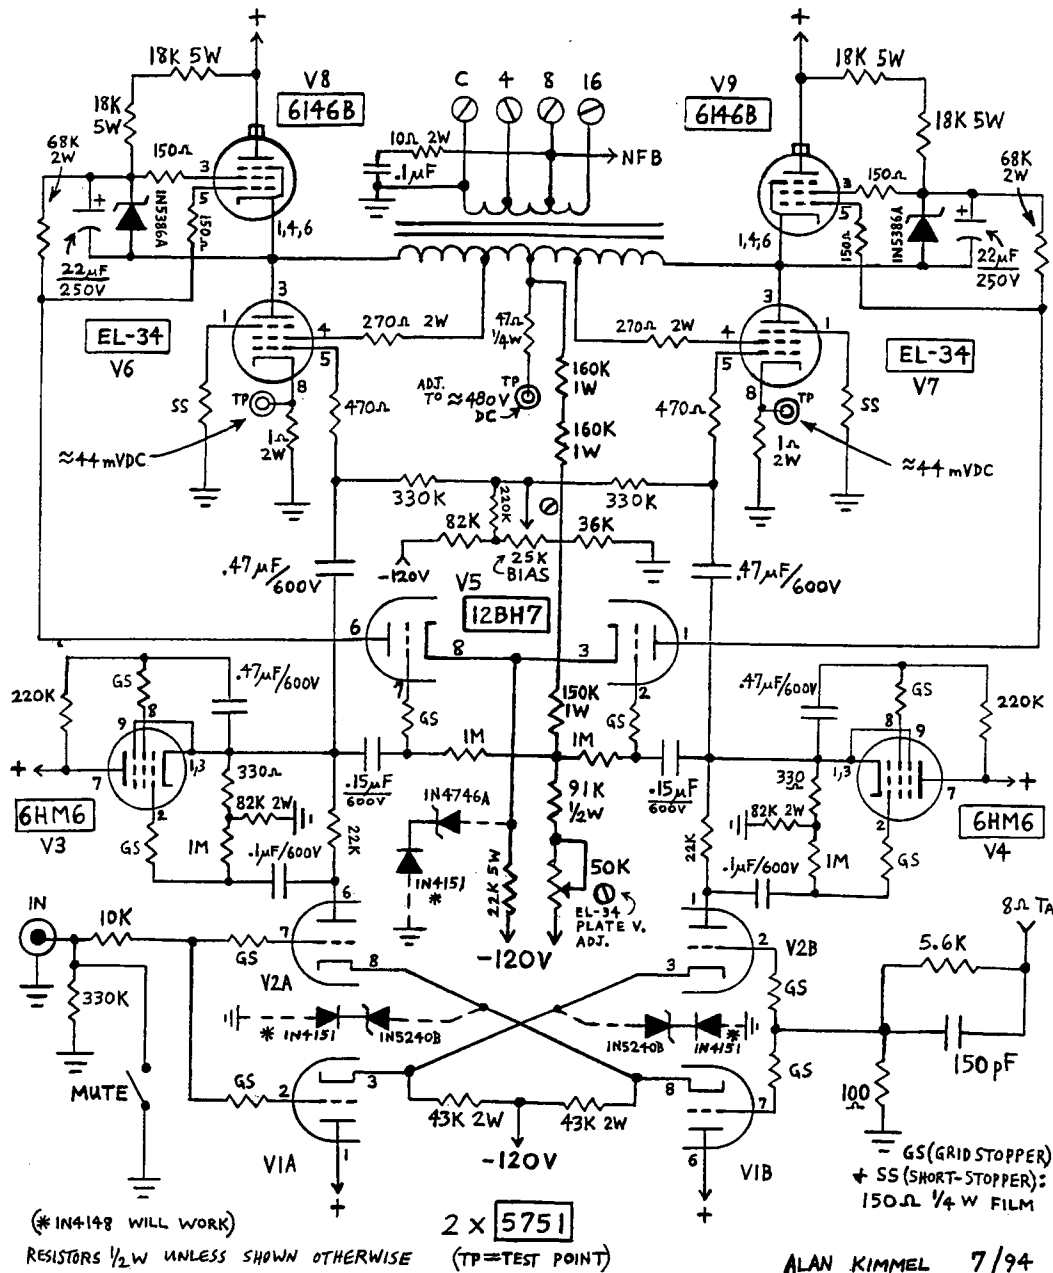 +
+
18K 5W
18K 5W
V8
6146B
C 4 8 16
V9
6146B
18K 5W
18K 5W
10Ω 2W
.1µF
NFB
68K 2W
150Ω
3
5
150Ω
1,4,6
1N5386A
+
22µF 250V
68K 2W
150Ω
3
5
150Ω
1,4,6
1N5386A
+
22µF 250V
EL-34
V6
3
1
4
5
8
270Ω 2W
47Ω 1/4W
270Ω 2W
3
4
5
1
8
EL-34
V7
SS
TP
470Ω
1Ω 2W
≈44mVDC
ADJ. TO ≈480V DC
TP
160K 1W
160K 1W
470Ω
TP
1Ω 2W
SS
≈44mVDC
330K
220K
330K
82K
36K
-120V
25K BIAS
.47µF/600V
.47µF/600V
V5
12BH7
6
8
7
3
1
2
220K
GS
.47µF/600V
GS
150K 1W
GS
.47µF/600V
GS
220K
9
8
1,3
7
2
+
6HM6
V3
330Ω
82K 2W
GS
1M
.1µF/600V
22K
.15µF 600V
1M
1M
.15µF 600V
91K 1/2W
1N4746A
1N4151
*
22K 5W
50K
EL-34 PLATE V. ADJ.
-120V
22K
330Ω
82K 2W
.1µF/600V
1M
GS
8
9
1,3
7
2
+
6HM6
V4
IN
10K
330K
MUTE
GS
6
7
8
V2A
* 1N4151
1N5240B
1
2
3
V2B
GS
1N5240B
1N4151
*
GS
8Ω TAP
5.6K
150pF
100Ω
GS
2
3
1
V1A
+
43K 2W
43K 2W
-120V
8
7
6
V1B
+
GS (GRID STOPPER)
+ SS (SHORT-STOPPER):
150Ω 1/4 W FILM
(* 1N4148 WILL WORK)
2 x 5751
RESISTORS 1/2W UNLESS SHOWN OTHERWISE
(TP=TEST POINT)
ALAN KIMMEL 7/94